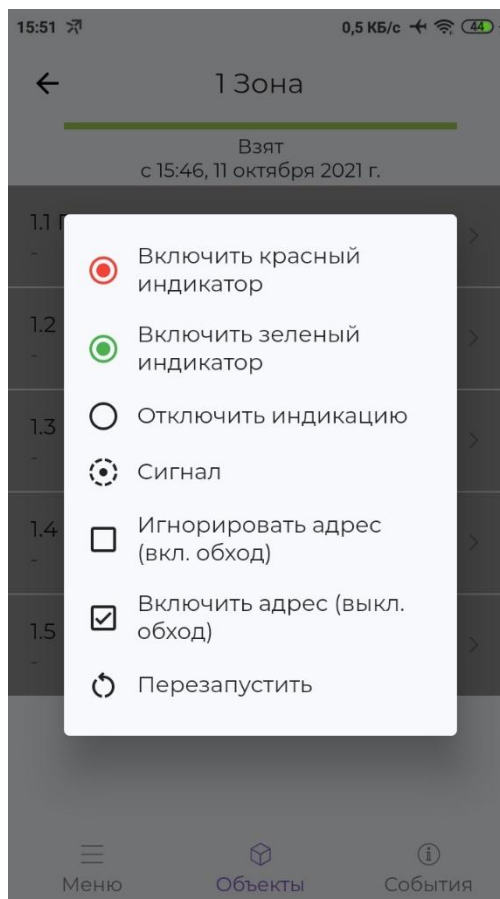 15:51
0,5 КБ/с
44
1 Зона
Взят
с 15:46, 11 октября 2021 г.
1.1
-
1.2
-
1.3
-
1.4
-
1.5
-
Включить красный
индикатор
Включить зеленый
индикатор
Отключить индикацию
Сигнал
Игнорировать адрес
(вкл. обход)
Включить адрес (выкл.
обход)
Перезапустить
Меню
Объекты
События